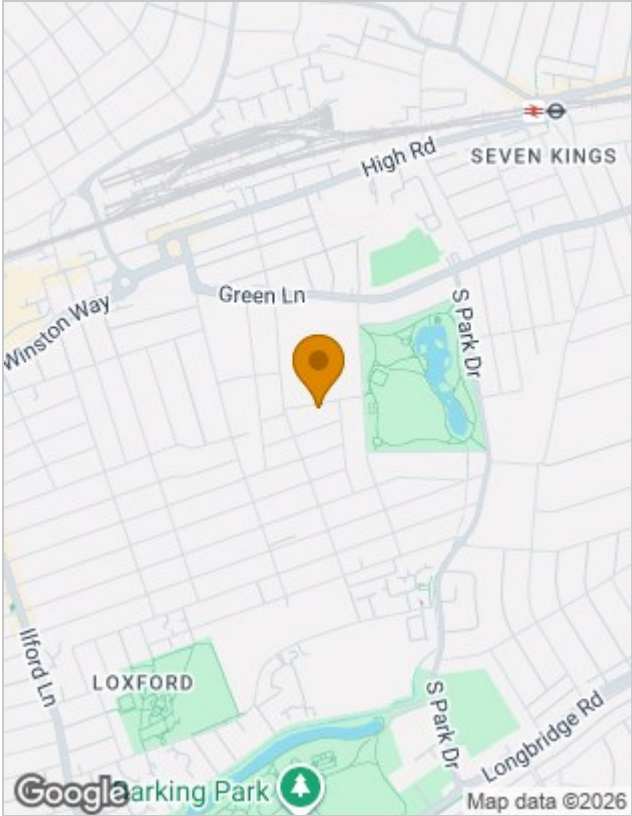 High Rd
SEVEN KINGS
Green Ln
Winston Way
S Park Dr
Ilford Ln
LOXFORD
S Park Dr
Longbridge Rd
Google
Barking Park
Map data ©2026